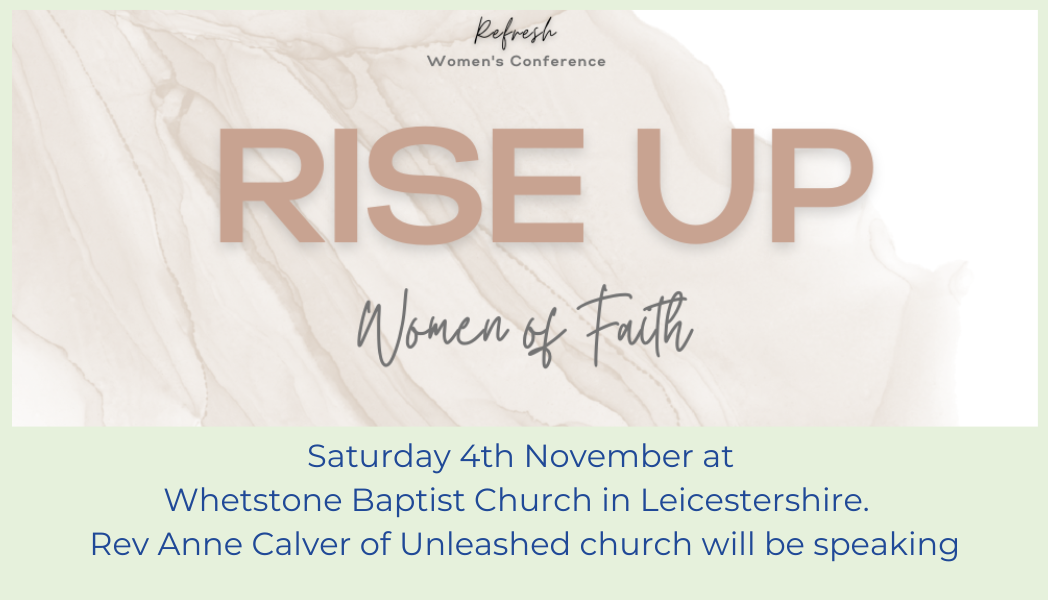 Refresh
Women's Conference
RISE UP
Women of Faith
Saturday 4th November at
Whetstone Baptist Church in Leicestershire.
Rev Anne Calver of Unleashed church will be speaking